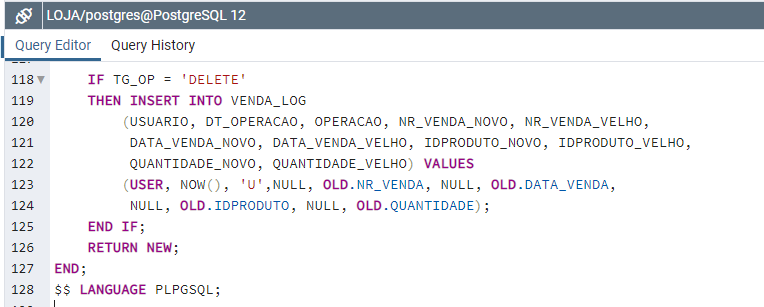 LOJA/postgres@PostgreSQL 12
Query Editor Query History
118 IF TG_OP = 'DELETE'
119 THEN INSERT INTO VENDA_LOG
120 (USUARIO, DT_OPERACAO, OPERACAO, NR_VENDA_NOVO, NR_VENDA_VELHO,
121 DATA_VENDA_NOVO, DATA_VENDA_VELHO, IDPRODUTO_NOVO, IDPRODUTO_VELHO,
122 QUANTIDADE_NOVO, QUANTIDADE_VELHO) VALUES
123 (USER, NOW(), 'U',NULL, OLD.NR_VENDA, NULL, OLD.DATA_VENDA,
124 NULL, OLD.IDPRODUTO, NULL, OLD.QUANTIDADE);
125 END IF;
126 RETURN NEW;
127 END;
128 $$ LANGUAGE PLPGSQL;